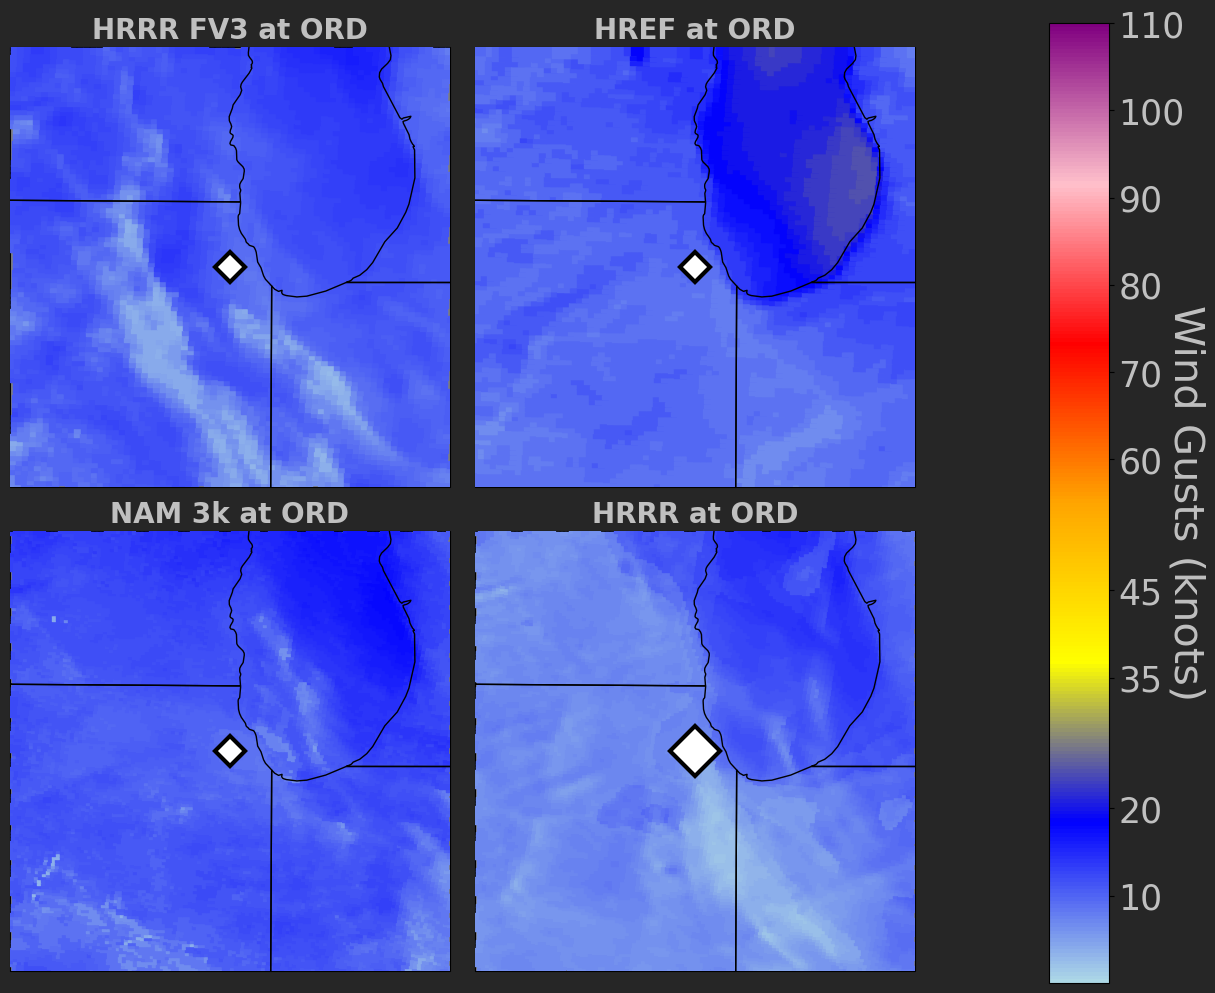 HRRR FV3 at ORD
HREF at ORD
NAM 3k at ORD
HRRR at ORD
110
100
90
80
70
60
45
35
20
10
Wind Gusts (knots)